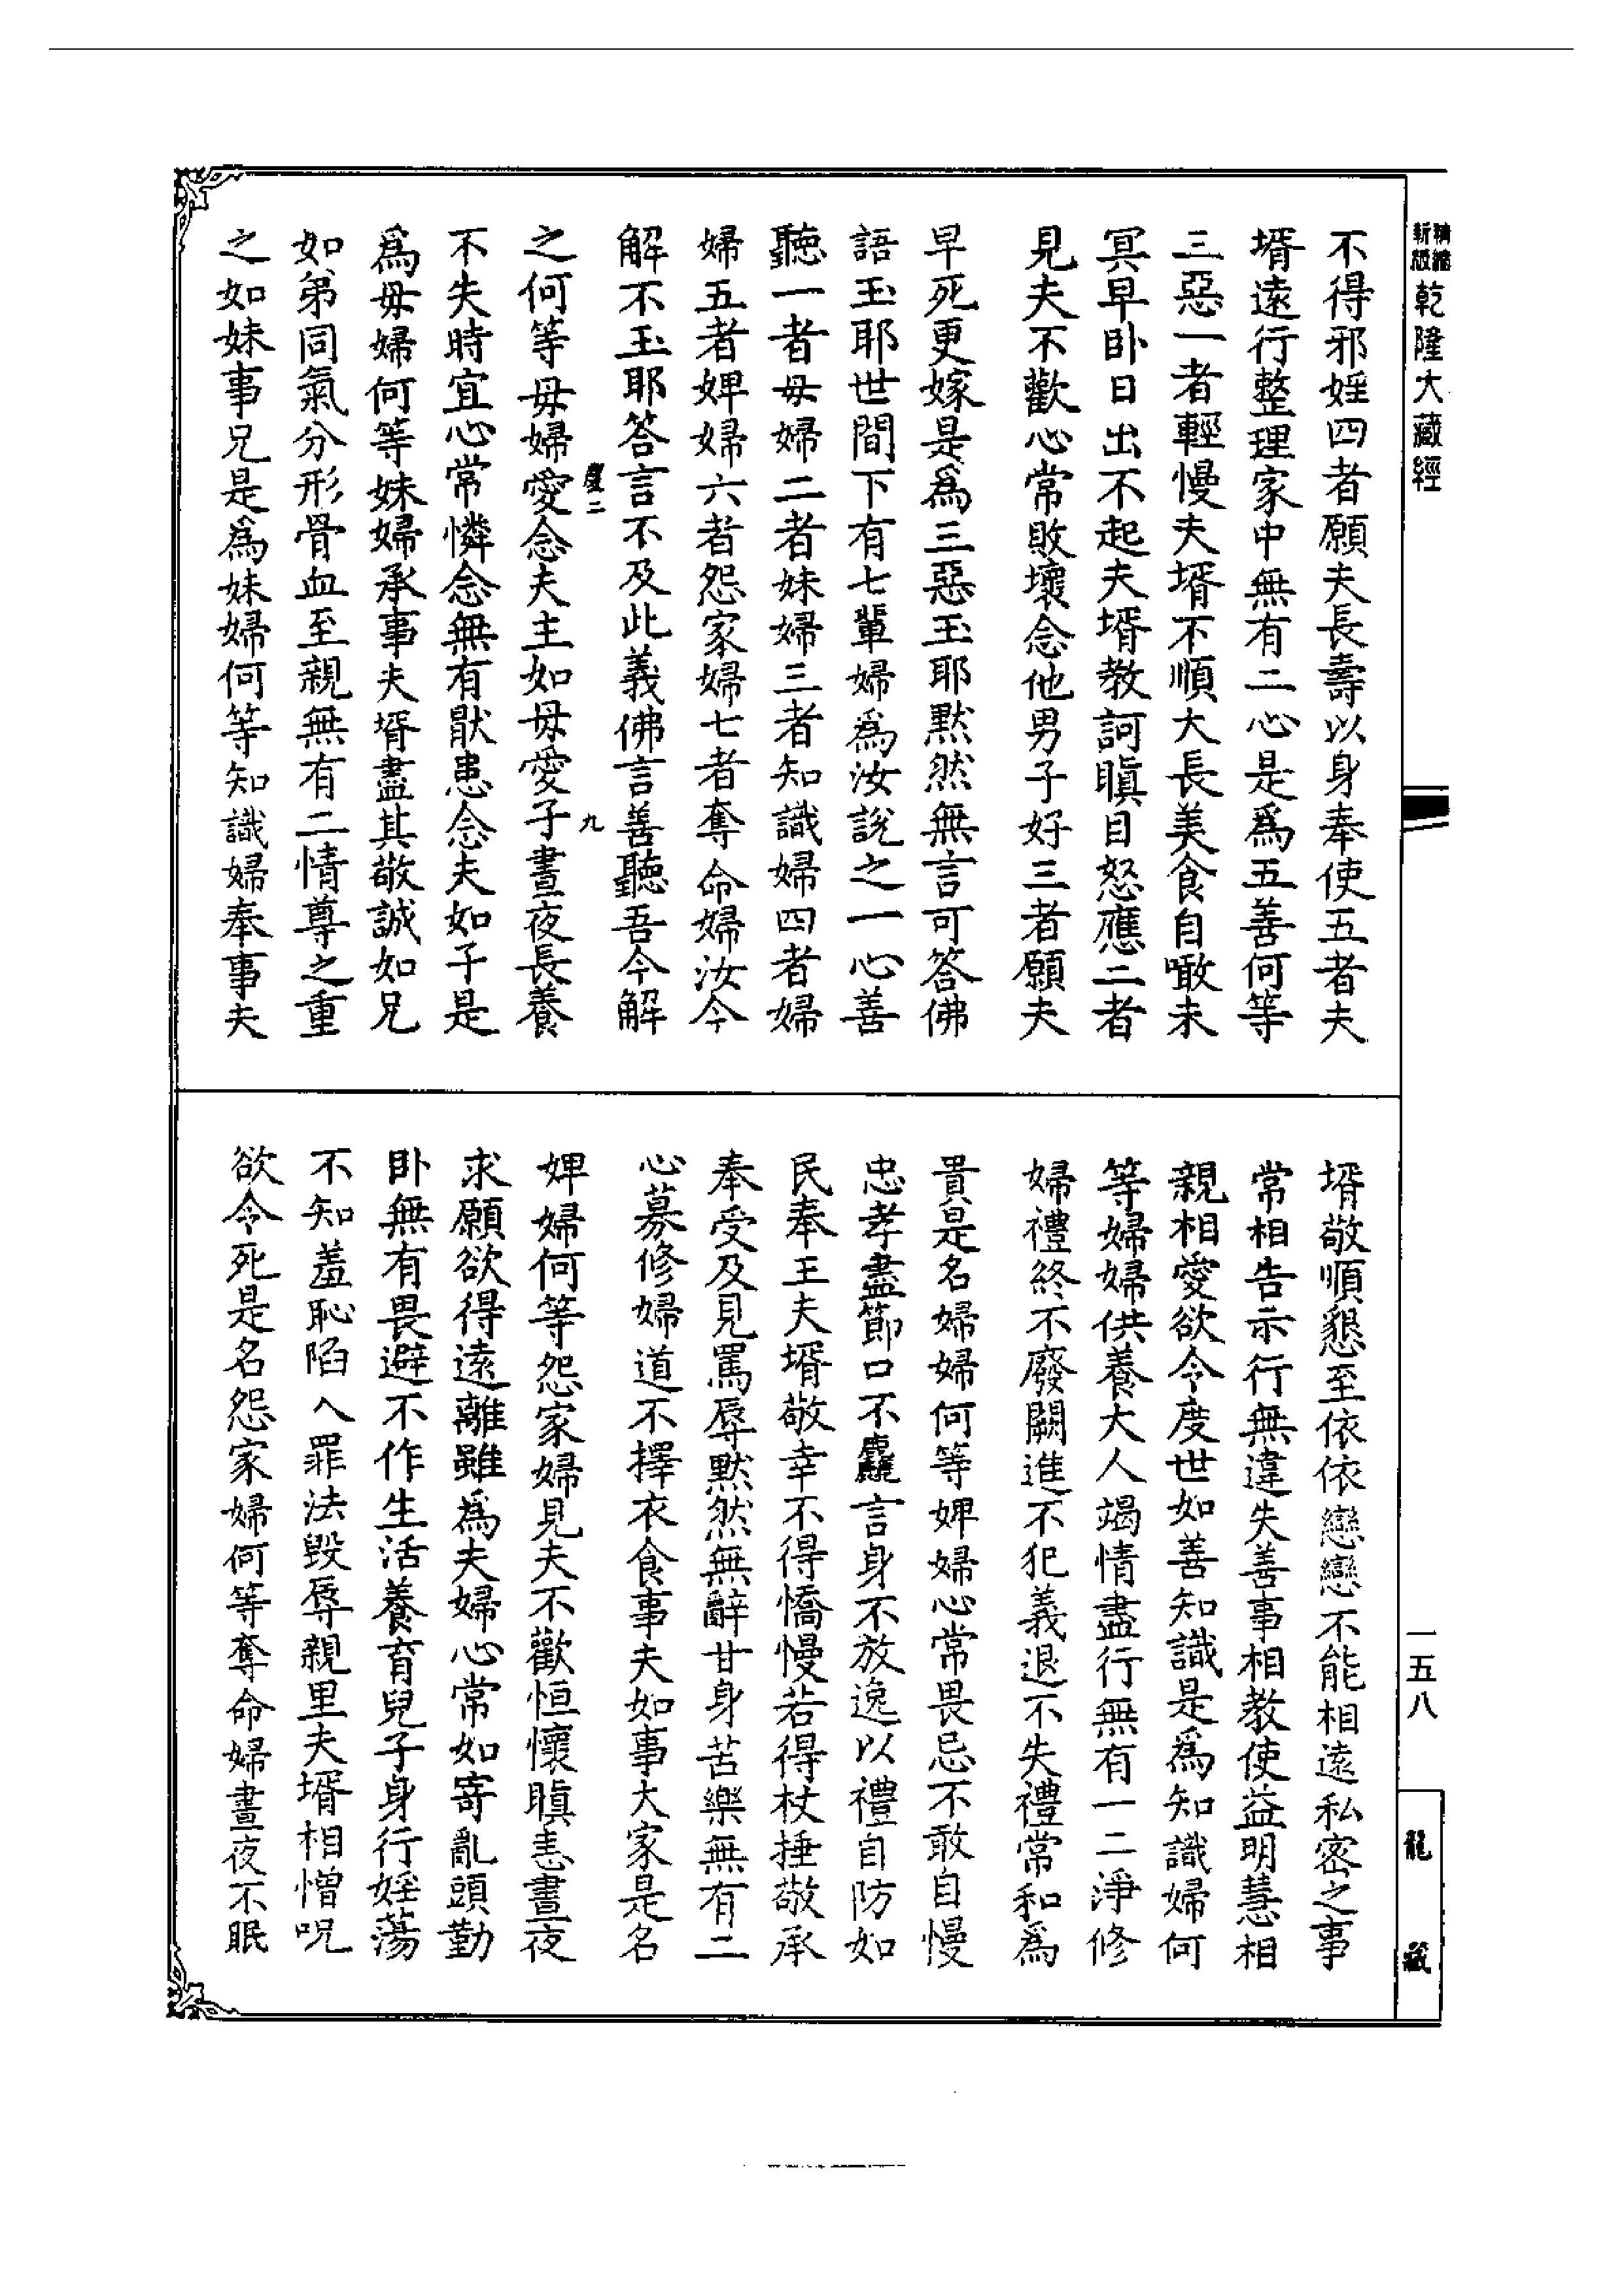 精縮新版乾隆大藏經
不得邪婬四者願夫長壽以身奉使五者夫
壻遠行整理家中無有二心是爲五善何等
三惡一者輕慢夫壻不順大長美食自噉未
冥早卧日出不起夫壻教訶瞋目怒應二者
見夫不歡心常敗壞念他男子好三者願夫
早死更嫁是爲三惡玉耶默然無言可答佛
語玉耶世間下有七輩婦爲汝說之一心善
聽一者母婦二者妹婦三者知識婦四者婦
婦五者婢婦六者怨家婦七者奪命婦汝今
解不玉耶答言不及此義佛言善聽吾今解
二 九
之何等母婦愛念夫主如母愛子晝夜長養
不失時宜心常憐念無有猒患念夫如子是
爲母婦何等妹婦承事夫壻盡其敬誠如兄
如弟同氣分形骨血至親無有二情尊之重
之如妹事兄是爲妹婦何等知識婦奉事夫
壻敬順懇至依依戀戀不能相遠私密之事
常相告示行無違失善事相教使益明慧相
親相愛欲令度世如善知識是爲知識婦何
等婦婦供養大人竭情盡行無有一二淨修
婦禮終不廢闕進不犯義退不失禮常和爲
貴是名婦婦何等婢婦心常畏忌不敢自慢
忠孝盡節口不麤言身不放逸以禮自防如
民奉王夫壻敬幸不得憍慢若得杖捶敬承
奉受及見罵辱默然無辭甘身苦樂無有二
心募修婦道不擇衣食事夫如事大家是名
婢婦何等怨家婦見夫不歡恒懷瞋恚晝夜
求願欲得遠離雖爲夫婦心常如寄亂頭勤
卧無有畏避不作生活養育兒子身行婬蕩
不知羞恥陷入罪法毀辱親里夫壻相憎呪
欲令死是名怨家婦何等奪命婦晝夜不眠
一五八
龍藏